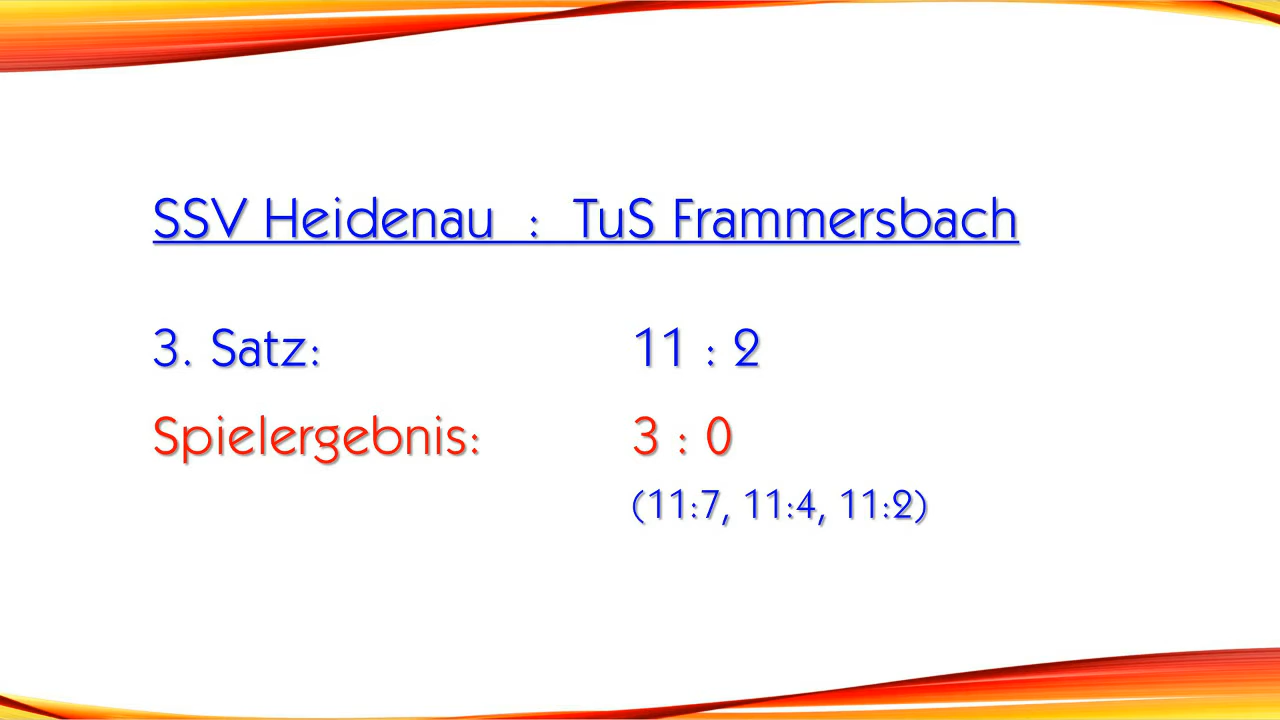 SSV Heidenau : TuS Frammersbach
3. Satz: 11 : 2
Spielergebnis: 3 : 0
(11:7, 11:4, 11:2)